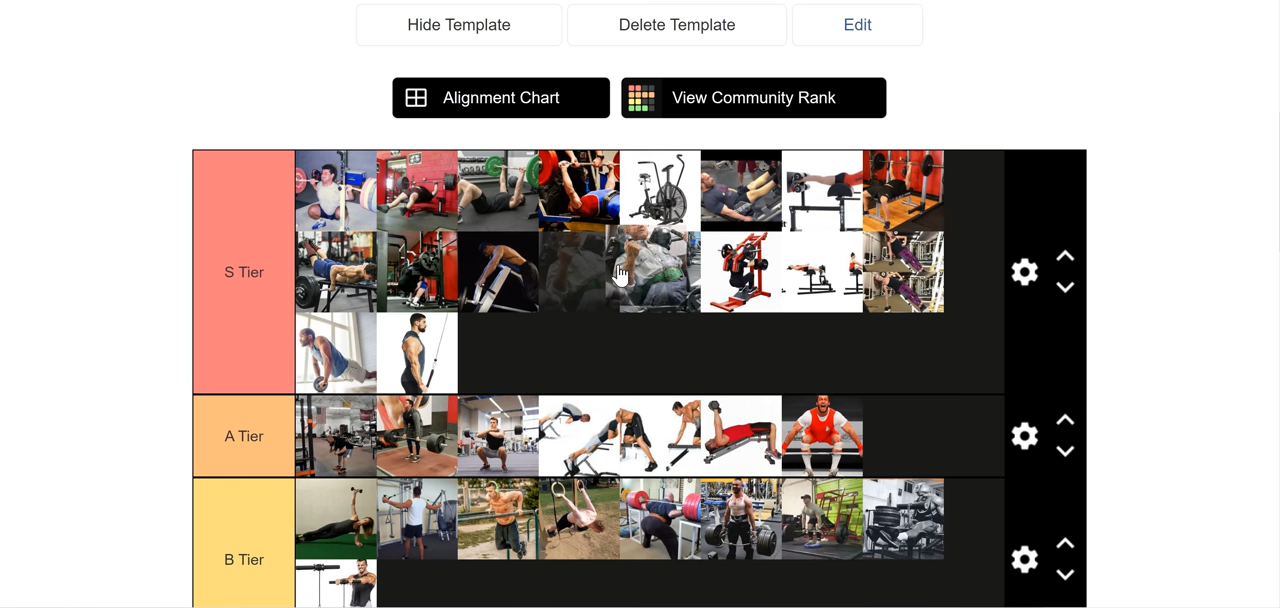 Hide Template
Delete Template
Edit
Alignment Chart
View Community Rank
S Tier
A Tier
B Tier